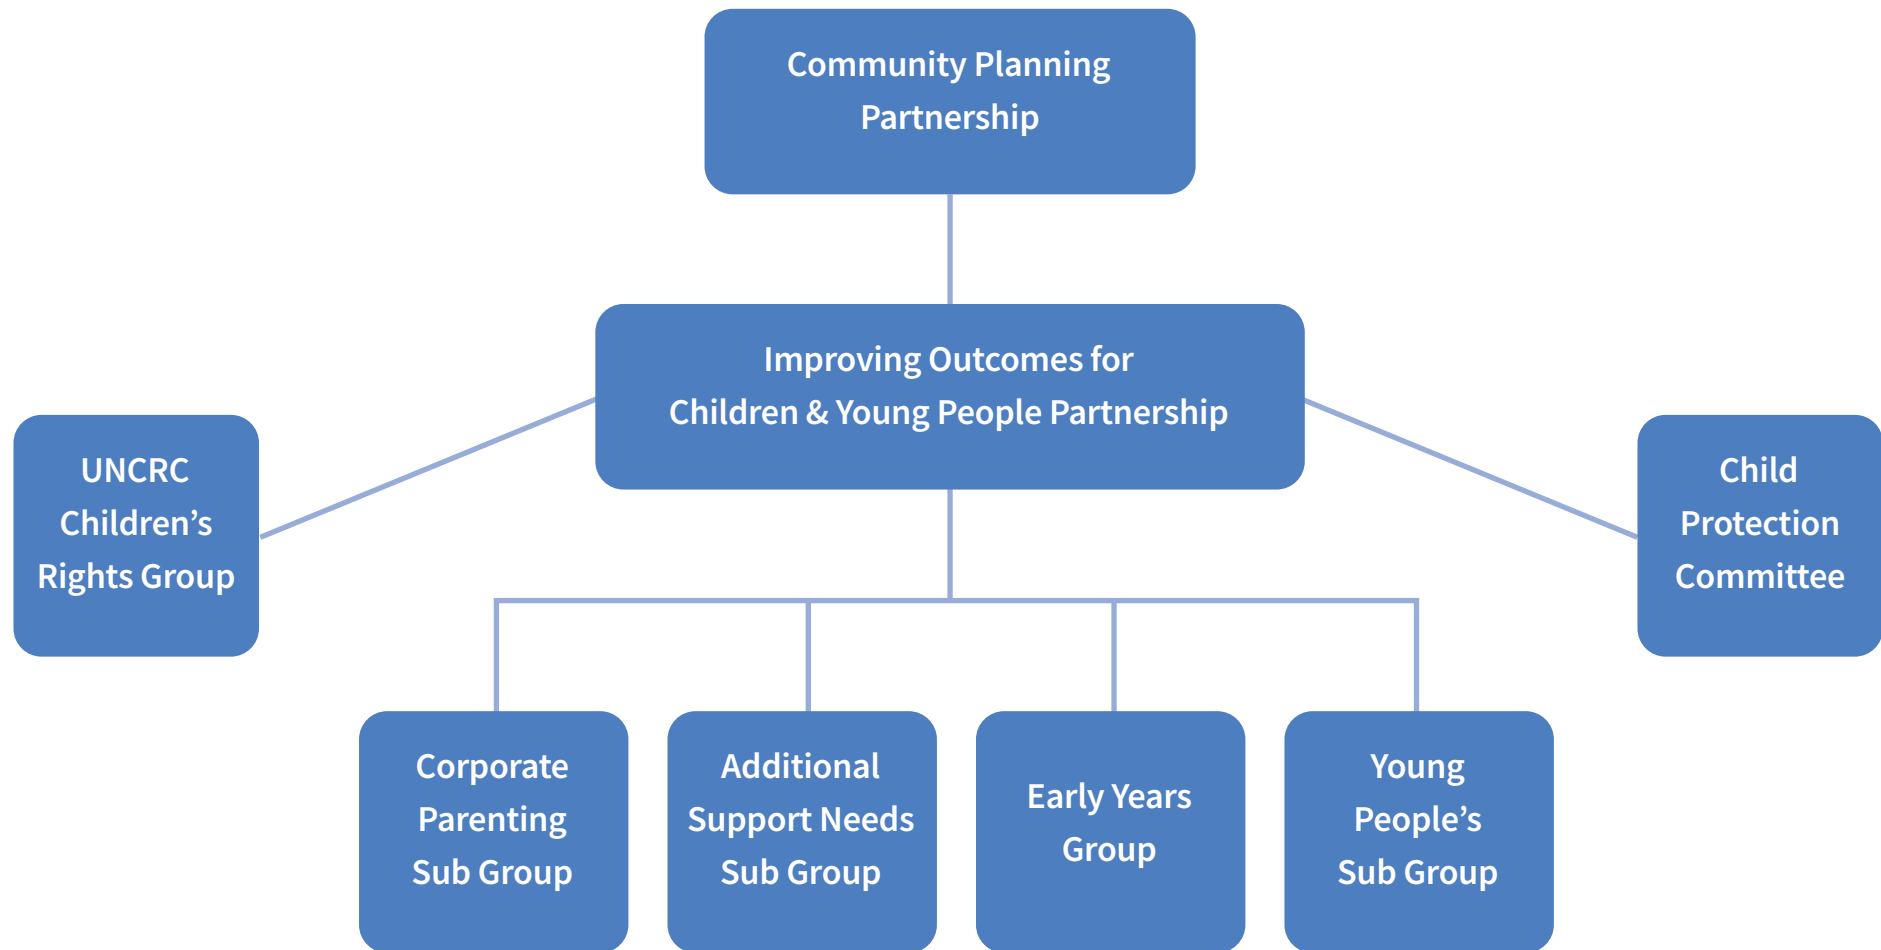 Community Planning
Partnership
Improving Outcomes for
Children & Young People Partnership
UNCRC
Children’s
Rights Group
Child
Protection
Committee
Corporate
Parenting
Sub Group
Additional
Support Needs
Sub Group
Early Years
Group
Young
People’s
Sub Group